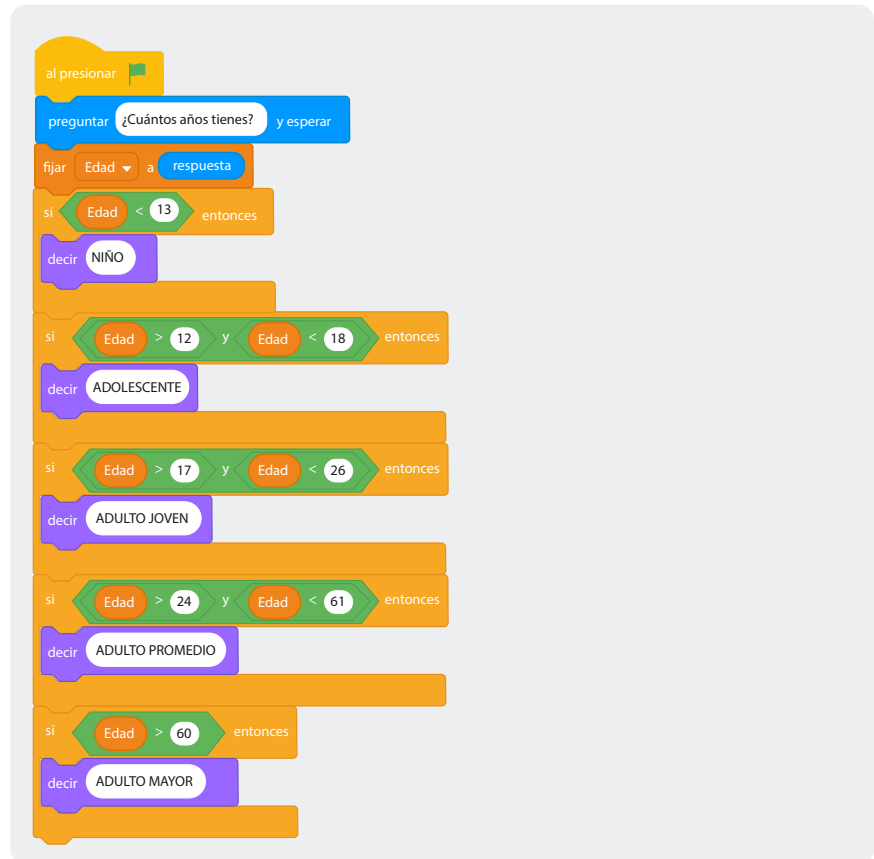 al presionar
preguntar ¿Cuántos años tienes? y esperar
fijar Edad a respuesta
si Edad < 13 entonces
decir NIÑO
si Edad > 12 y Edad < 18 entonces
decir ADOLESCENTE
si Edad > 17 y Edad < 26 entonces
decir ADULTO JOVEN
si Edad > 24 y Edad < 61 entonces
decir ADULTO PROMEDIO
si Edad > 60 entonces
decir ADULTO MAYOR